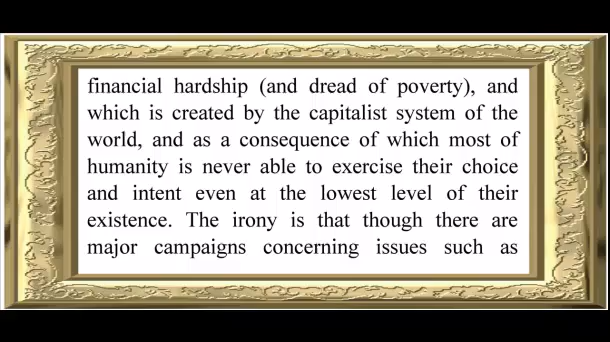 financial hardship (and dread of poverty), and
which is created by the capitalist system of the
world, and as a consequence of which most of
humanity is never able to exercise their choice
and intent even at the lowest level of their
existence. The irony is that though there are
major campaigns concerning issues such as